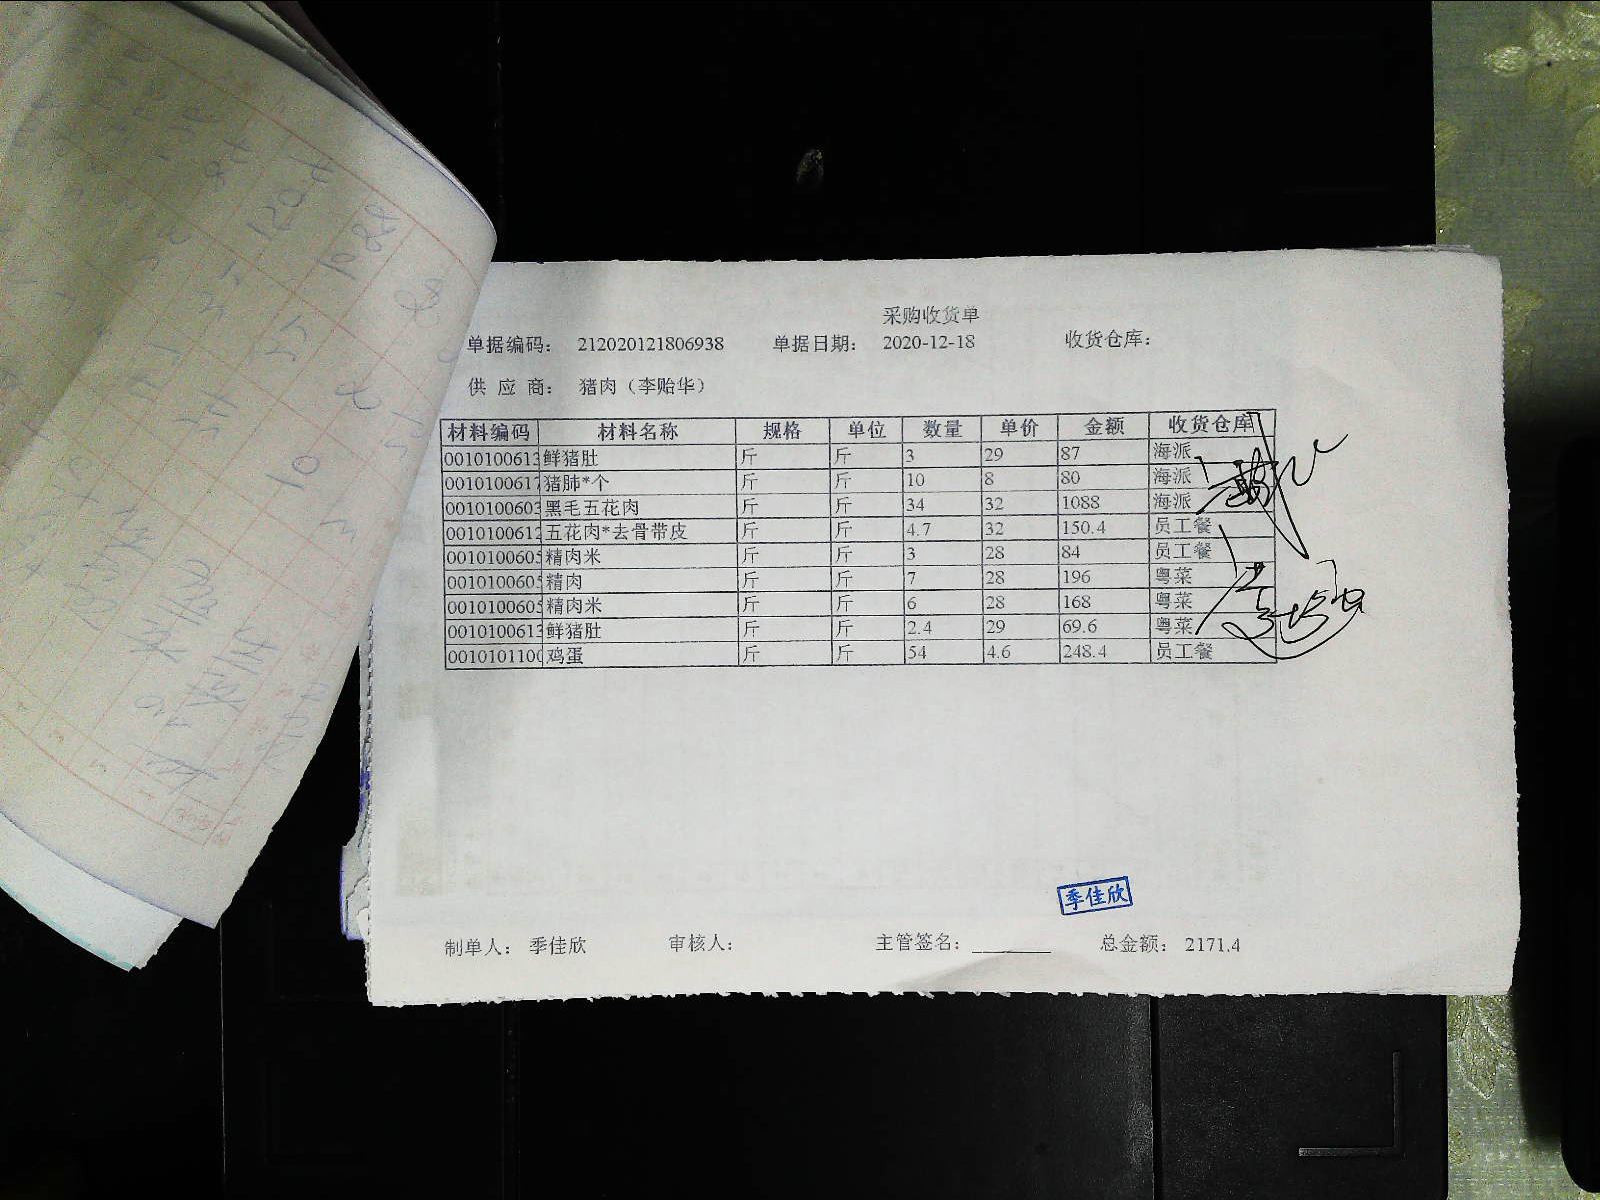 采购收货单
单据编码： 212020121806938 单据日期： 2020-12-18 收货仓库：
供 应 商： 猪肉（李贻华）
材料编码 材料名称 规格 单位 数量 单价 金额 收货仓库
0010100613 鲜猪肚 斤 斤 3 29 87 海派
0010100617 猪肺*个 斤 斤 10 8 80 海派
0010100603 黑毛五花肉 斤 斤 34 32 1088 海派
0010100612 五花肉*去骨带皮 斤 斤 4.7 32 150.4 员工餐
0010100605 精肉米 斤 斤 3 28 84 员工餐
0010100605 精肉 斤 斤 7 28 196 粤菜
0010100605 精肉米 斤 斤 6 28 168 粤菜
0010100613 鲜猪肚 斤 斤 2.4 29 69.6 粤菜
0010101100 鸡蛋 斤 斤 54 4.6 248.4 员工餐
季佳欣
制单人： 季佳欣 审核人： 主管签名： 总金额： 2171.4